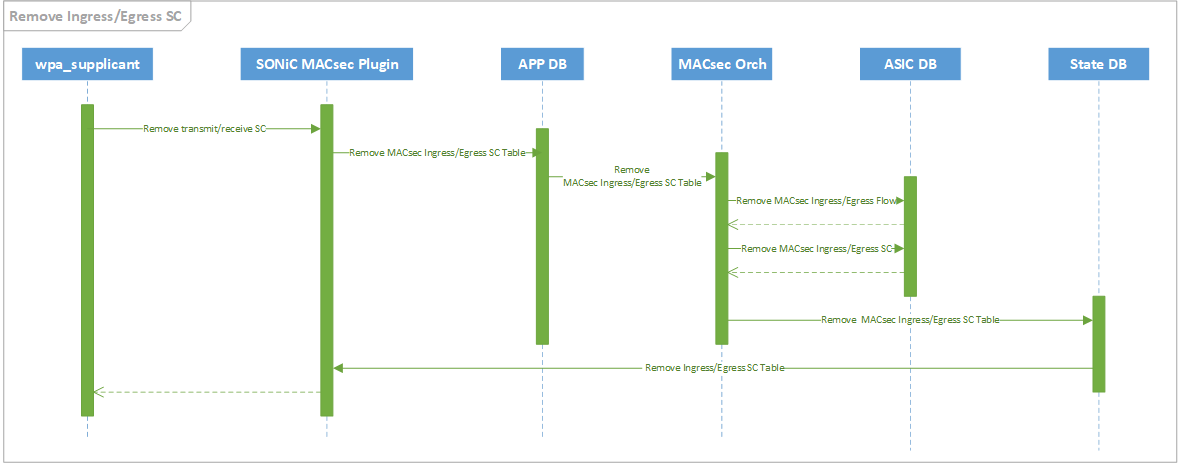 Remove Ingress/Egress SC
wpa_supplicant
SONiC MACsec Plugin
APP DB
MACsec Orch
ASIC DB
State DB
Remove transmit/receive SC
Remove MACsec Ingress/Egress SC Table
Remove
MACsec Ingress/Egress SC Table
Remove MACsec Ingress/Egress Flow
Remove MACsec Ingress/Egress SC
Remove  MACsec Ingress/Egress SC Table
Remove Ingress/Egress SC Table